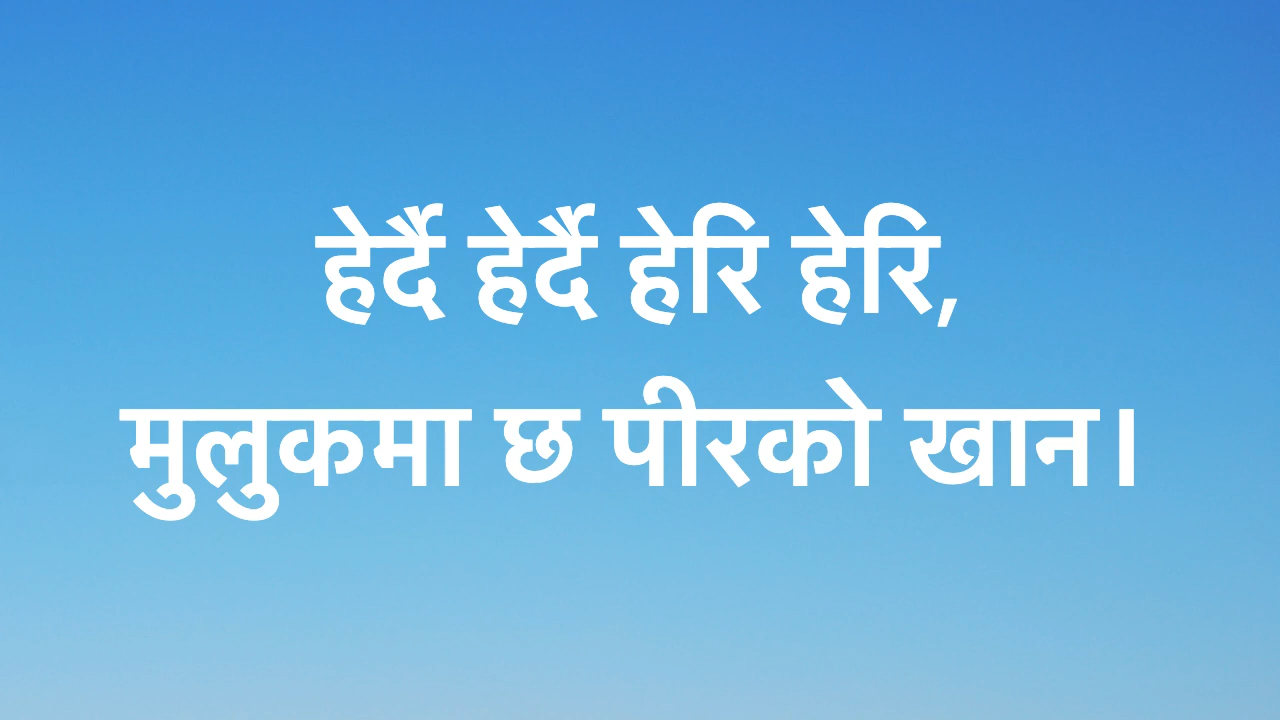 हेर्दै हेर्दै हेरि हेरि,
मुलुकमा छ पीरको खान।